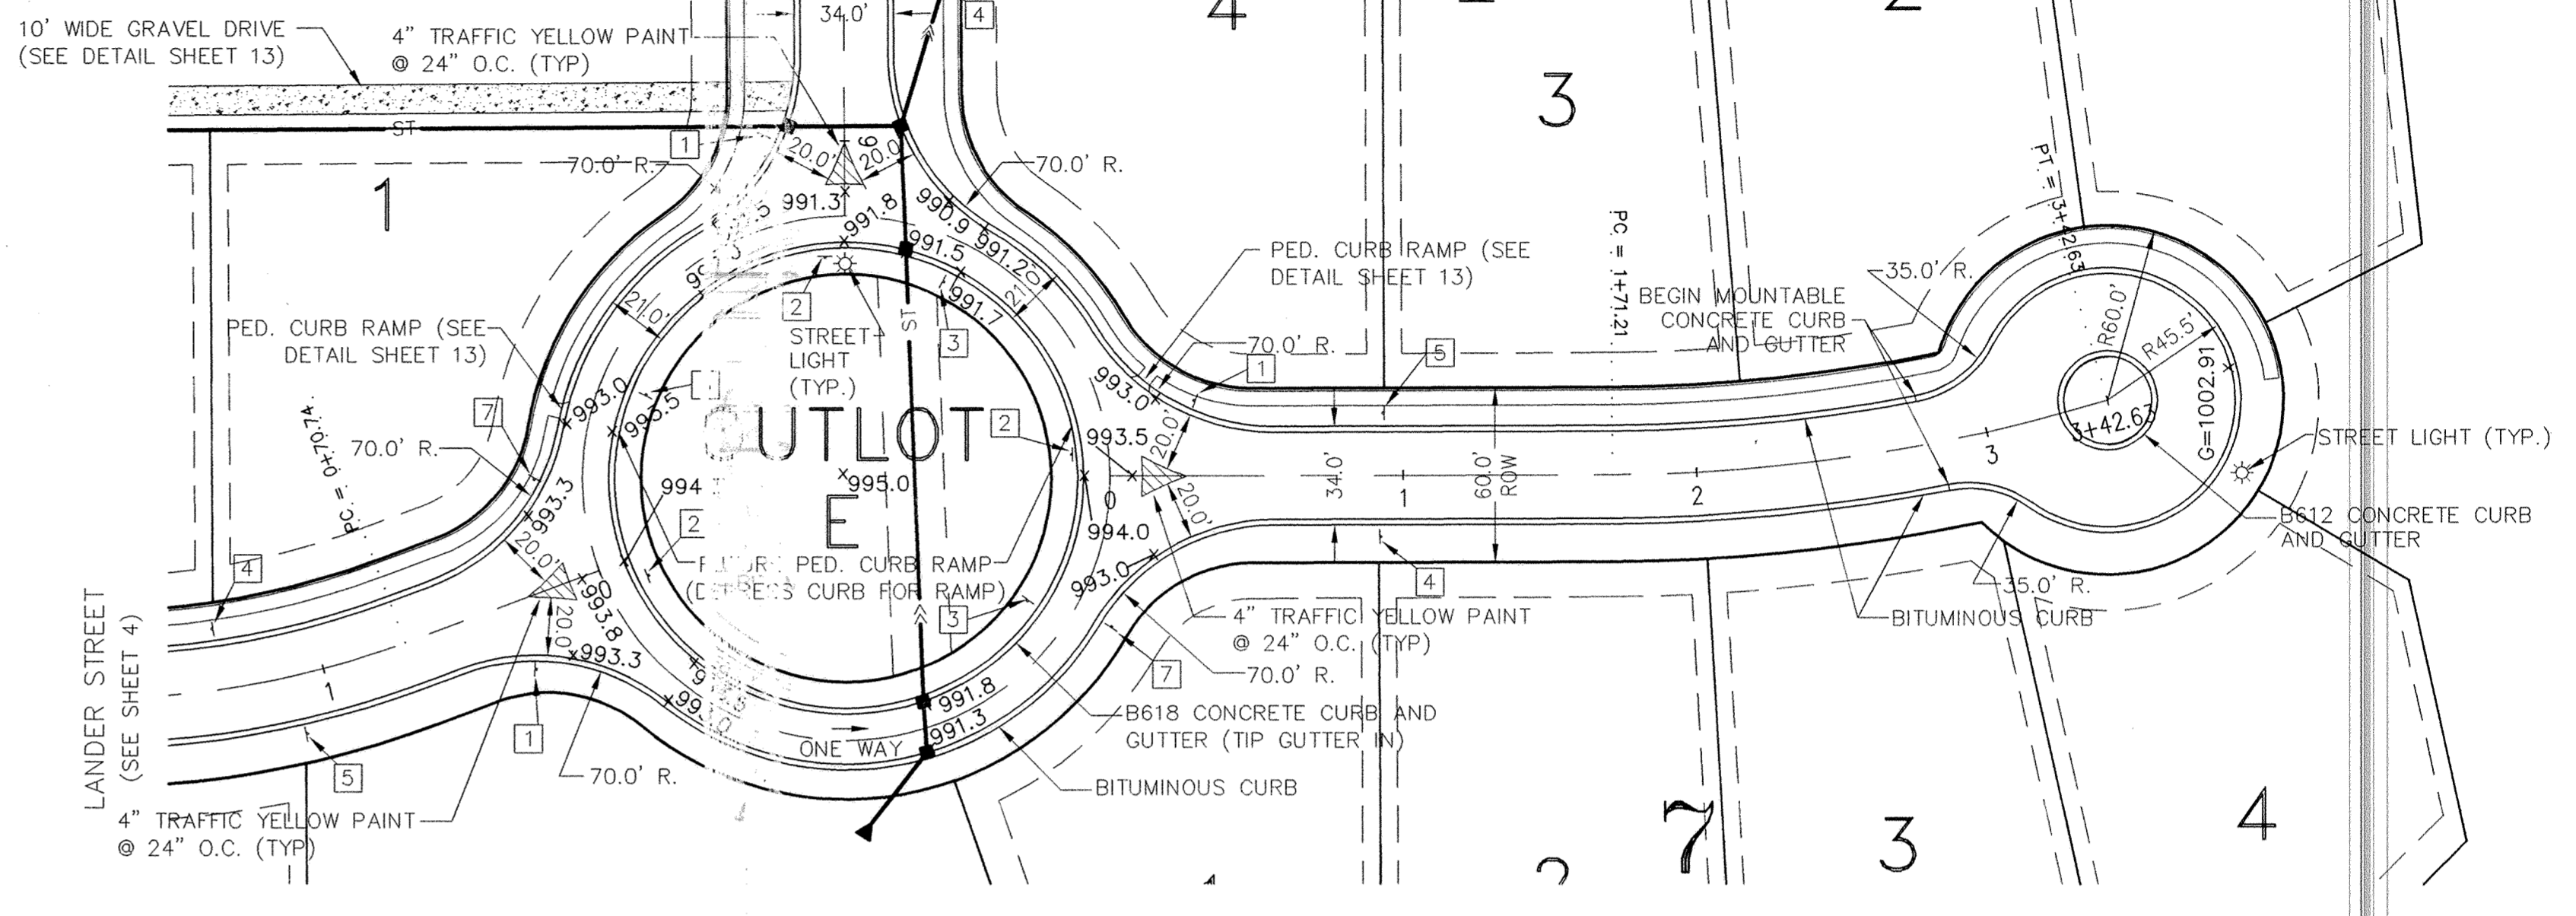 10' WIDE GRAVEL DRIVE
(SEE DETAIL SHEET 13)
4" TRAFFIC YELLOW PAINT
@ 24" O.C. (TYP)
34.0'
4
4
3
ST
1
20.0'
20.0
70.0' R.
70.0' R.
1
991.3
991.8
990.9
991.5
991.2
21.0
991.7
2
STREET
LIGHT
(TYP.)
ST
3
21.0'
PED. CURB RAMP (SEE
DETAIL SHEET 13)
PED. CURB RAMP (SEE
DETAIL SHEET 13)
PC. = 1+71.21
PT. = 3+42.63
35.0' R.
BEGIN MOUNTABLE
CONCRETE CURB
AND GUTTER
R60.0'
R45.5'
G=1002.91
3+42.63
STREET LIGHT (TYP.)
B612 CONCRETE CURB
AND GUTTER
35.0' R.
BITUMINOUS CURB
70.0' R.
1
5
993.0
993.5
20.0'
20.0'
0
994.0
993.0
34.0'
1
60.0'
ROW
2
3
4
7
993.0
993.5
70.0' R.
PC. = 0+70.74
993.3
994
2
OUTLOT
E
995.0
2
PED. CURB RAMP
(DEPRESS CURB FOR RAMP)
3
4
20.0'
0
993.8
20.0
993.3
LANDER STREET
(SEE SHEET 4)
1
1
5
70.0' R.
4" TRAFFIC YELLOW PAINT
@ 24" O.C. (TYP)
ONE WAY
991.8
991.3
4" TRAFFIC YELLOW PAINT
@ 24" O.C. (TYP)
70.0' R.
7
B618 CONCRETE CURB AND
GUTTER (TIP GUTTER IN)
BITUMINOUS CURB
7
3
4